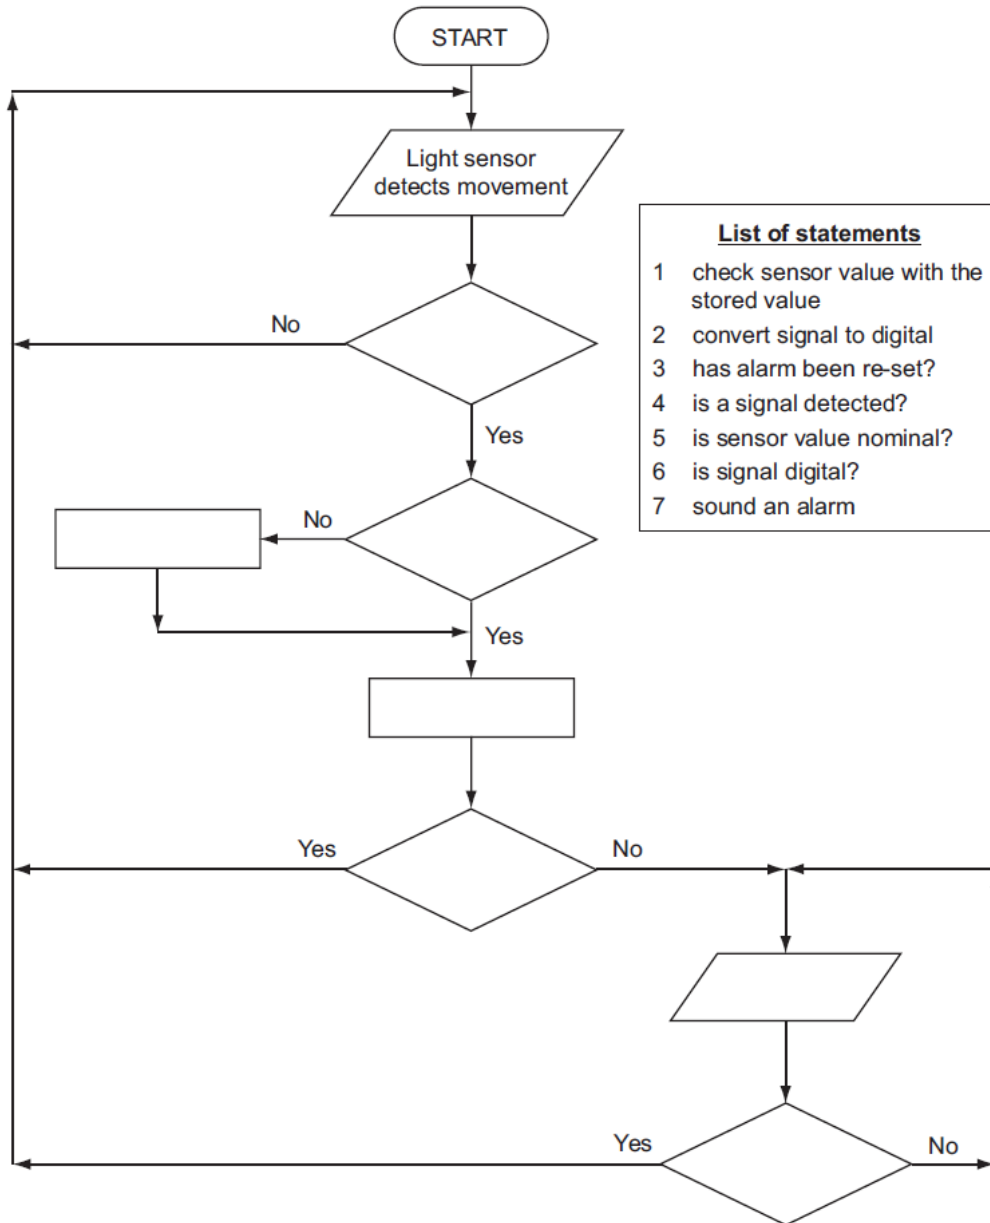 START
Light sensor
detects movement
List of statements
1 check sensor value with the
stored value
2 convert signal to digital
3 has alarm been re-set?
4 is a signal detected?
5 is sensor value nominal?
6 is signal digital?
7 sound an alarm
No
Yes
No
Yes
Yes
No
Yes
No